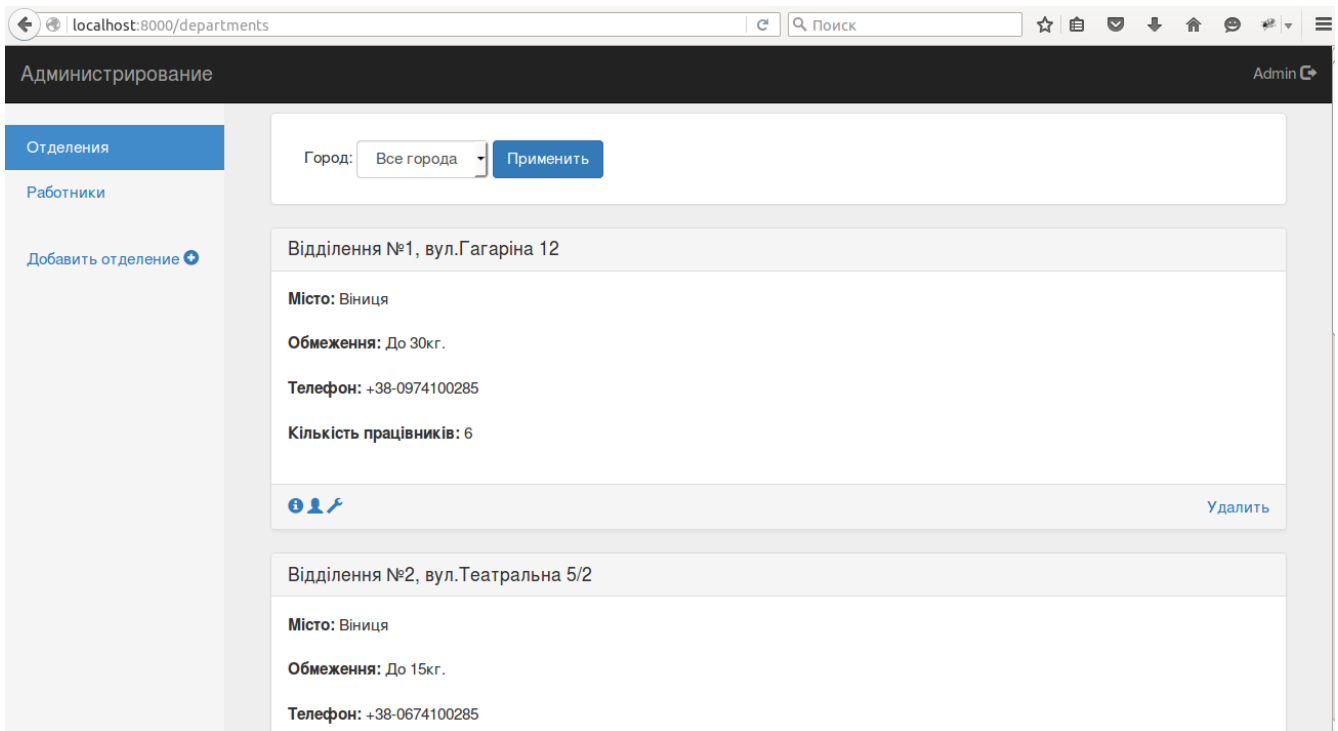 localhost:8000/departments
Поиск
Администрирование
Admin
Отделения
Работники
Добавить отделение
Город: Все города Применить
Відділення №1, вул.Гагаріна 12
Місто: Віниця
Обмеження: До 30кг.
Телефон: +38-0974100285
Кількість працівників: 6
Удалить
Відділення №2, вул.Театральна 5/2
Місто: Віниця
Обмеження: До 15кг.
Телефон: +38-0674100285